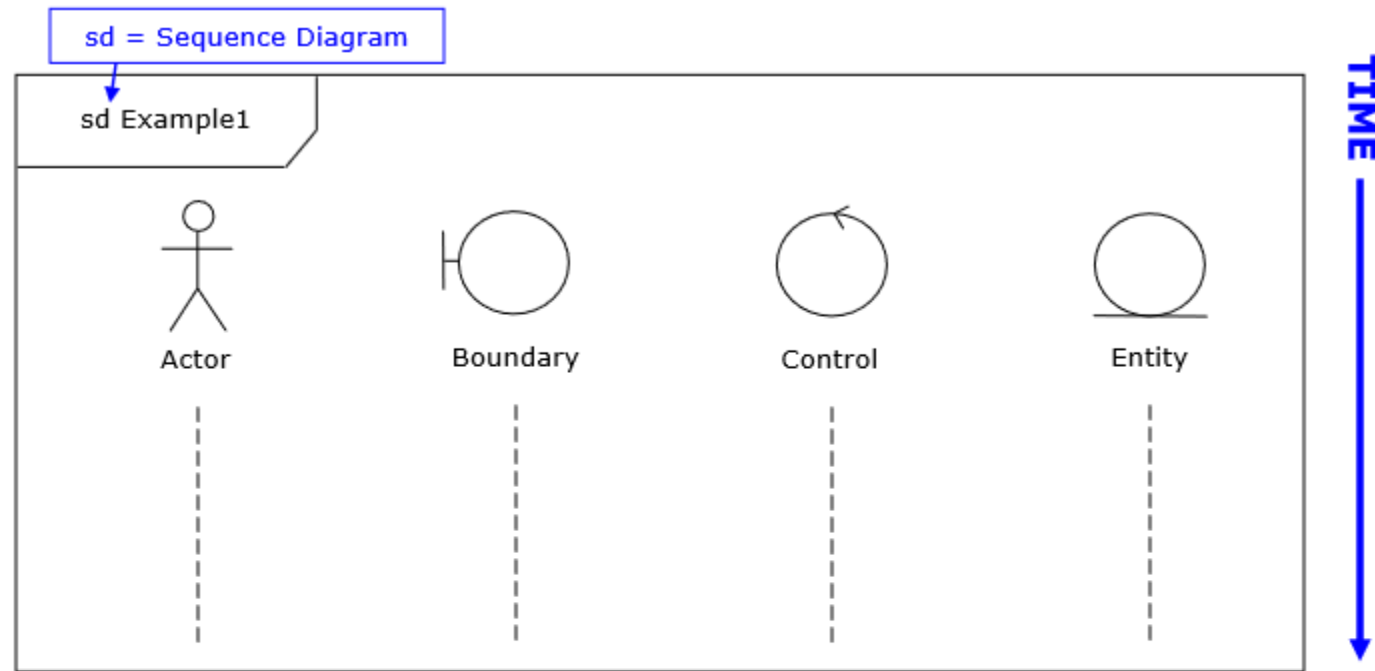 sd = Sequence Diagram
TIME
sd Example1
Actor
Boundary
Control
Entity